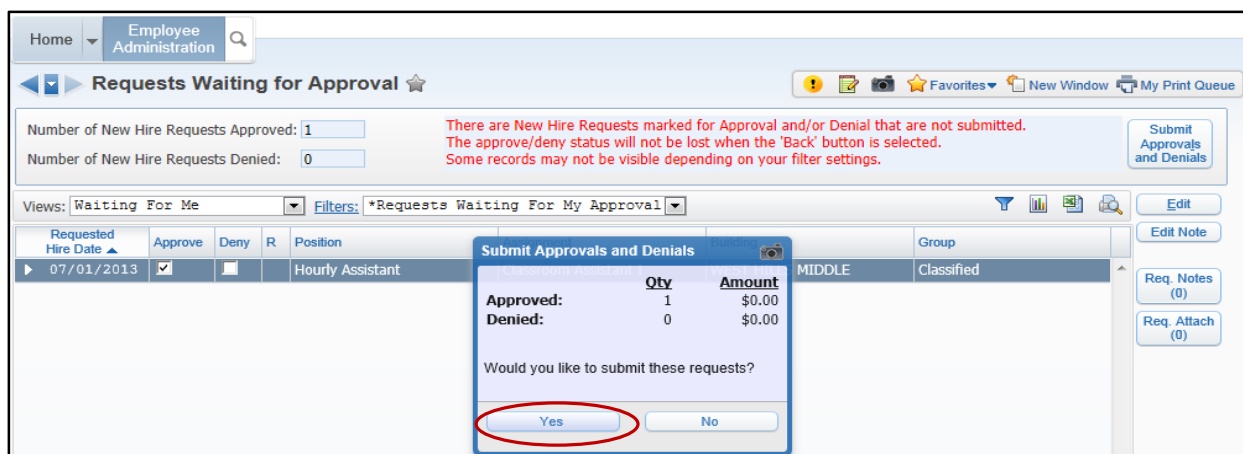 Home
Employee
Administration
Requests Waiting for Approval
Favorites
New Window
My Print Queue
Number of New Hire Requests Approved: 1
Number of New Hire Requests Denied: 0
There are New Hire Requests marked for Approval and/or Denial that are not submitted.
The approve/deny status will not be lost when the 'Back' button is selected.
Some records may not be visible depending on your filter settings.
Submit
Approvals
and Denials
Views: Waiting For Me
Filters: *Requests Waiting For My Approval
Edit
Edit Note
Req. Notes
(0)
Req. Attach
(0)
Requested
Hire Date
Approve
Deny
R
Position
Building
Group
07/01/2013
Hourly Assistant
Classroom Assistant
WEST HILLS MIDDLE
Classified
Submit Approvals and Denials
Qty Amount
Approved: 1 $0.00
Denied: 0 $0.00
Would you like to submit these requests?
Yes
No